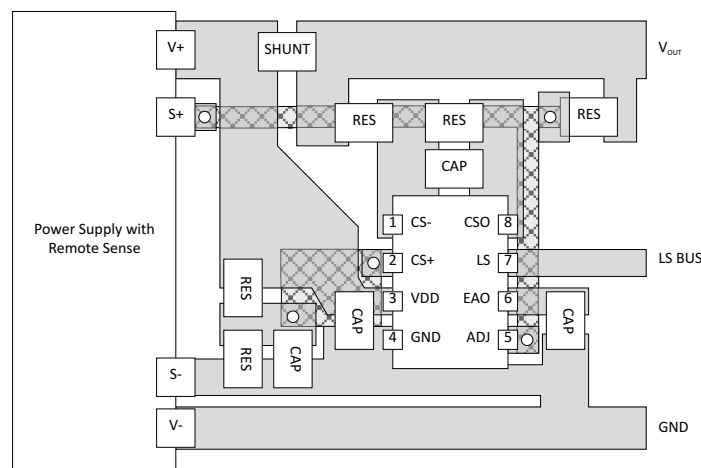 V+
SHUNT
V_OUT
S+
RES
RES
RES
CAP
Power Supply with
Remote Sense
1 CS- CSO 8
2 CS+ LS 7
LS BUS
3 VDD EAO 6
4 GND ADJ 5
RES
CAP
CAP
RES
CAP
S-
V-
GND